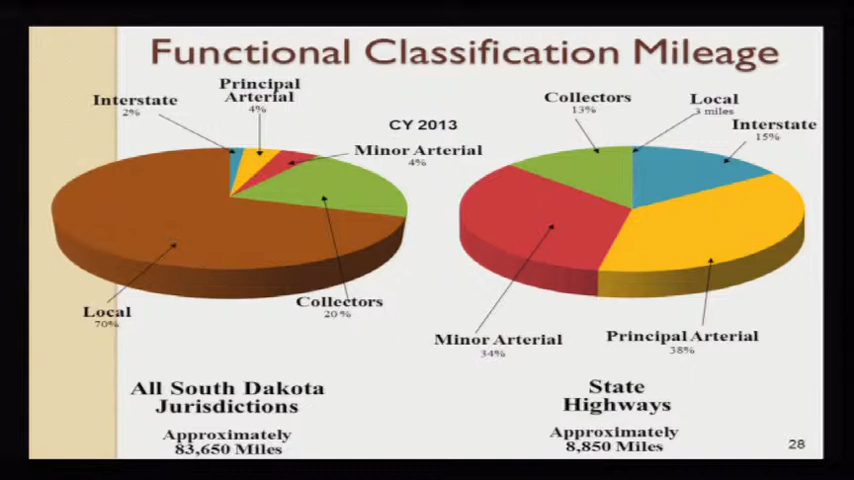 Functional Classification Mileage
Principal
Arterial
4%
Interstate
2%
CY 2013
Minor Arterial
4%
Collectors
20 %
Local
70%
All South Dakota
Jurisdictions
Approximately
83,650 Miles
Collectors
13%
Local
3 miles
Interstate
15%
Minor Arterial
34%
Principal Arterial
38%
State
Highways
Approximately
8,850 Miles
28